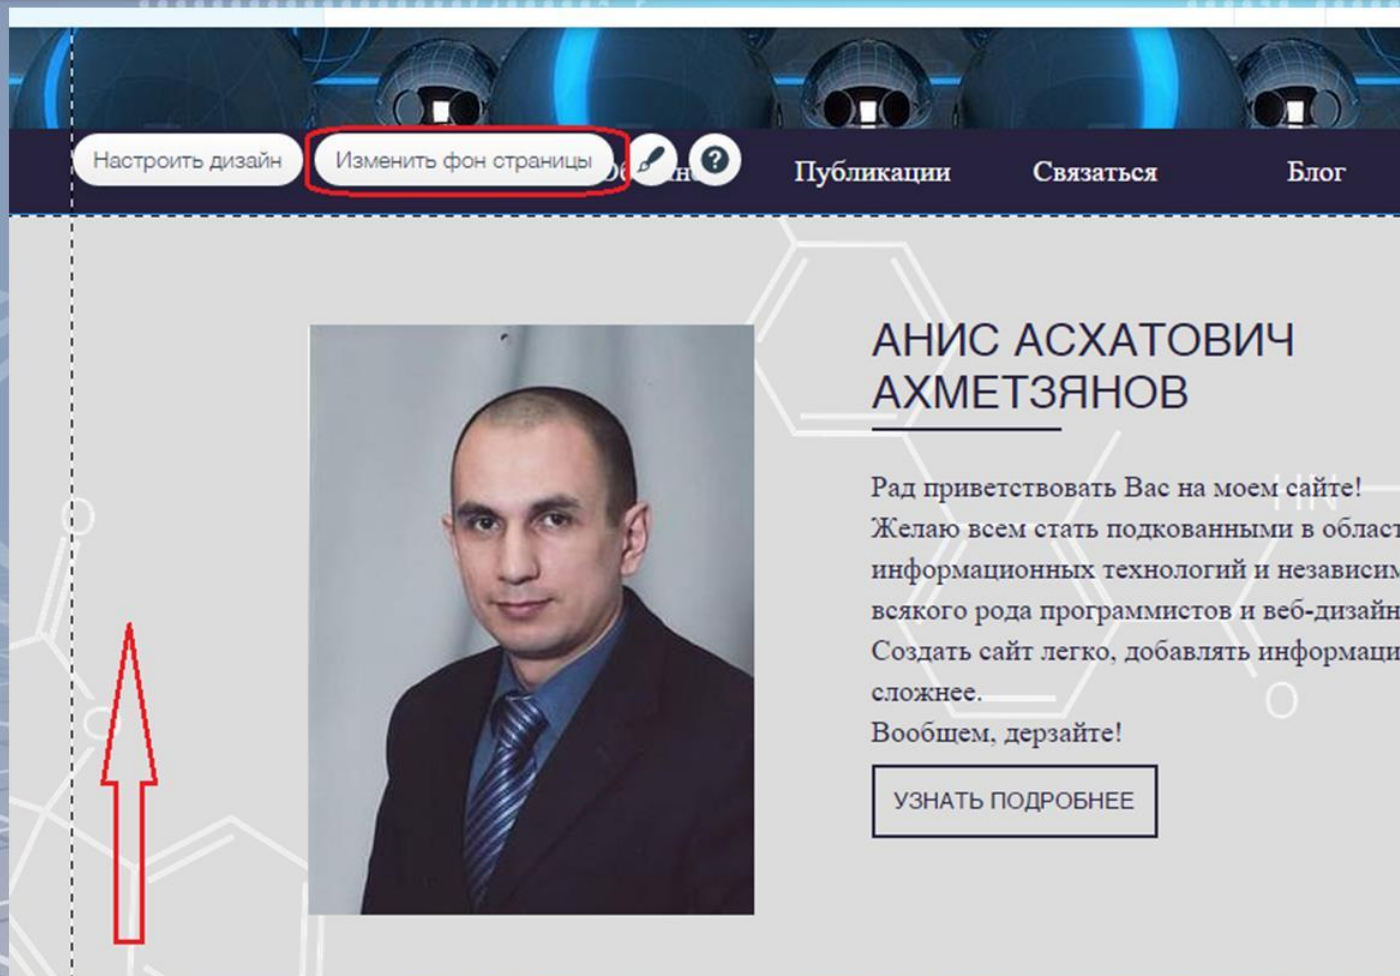 Настроить дизайн
Изменить фон страницы
?
Публикации
Связаться
Блог
АНИС АСХАТОВИЧ
АХМЕТЗЯНОВ
Рад приветствовать Вас на моем сайте!
Желаю всем стать подкованными в област
информационных технологий и независим
всякого рода программистов и веб-дизайн
Создать сайт легко, добавлять информаци
сложнее.
Вообщем, дерзайте!
УЗНАТЬ ПОДРОБНЕЕ
HN
O
O
O